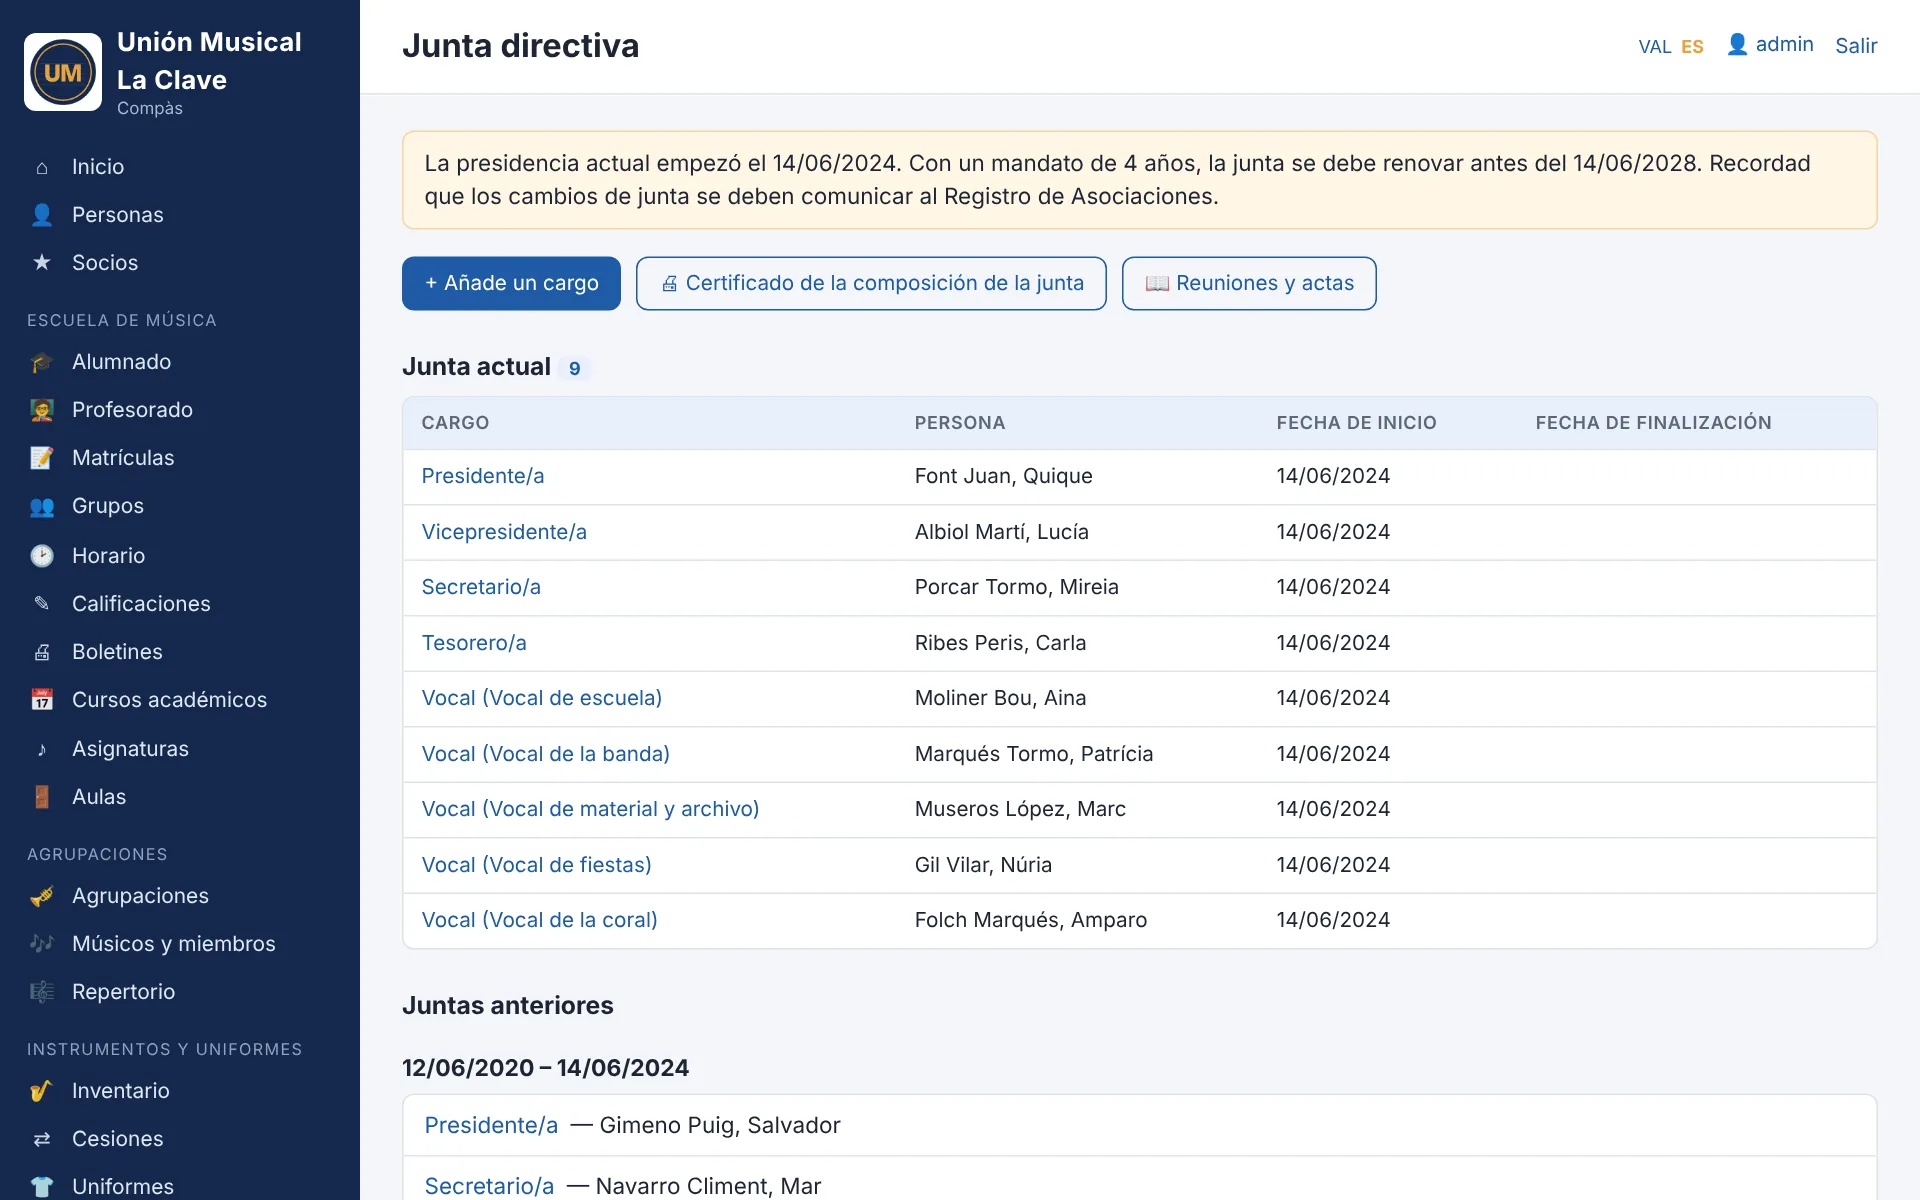 UM
Unión Musical
La Clave
Compàs
Inicio
Personas
Socios
ESCUELA DE MÚSICA
Alumnado
Profesorado
Matrículas
Grupos
Horario
Calificaciones
Boletines
Cursos académicos
Asignaturas
Aulas
AGRUPACIONES
Agrupaciones
Músicos y miembros
Repertorio
INSTRUMENTOS Y UNIFORMES
Inventario
Cesiones
Uniformes
Junta directiva
VAL ES admin Salir
La presidencia actual empezó el 14/06/2024. Con un mandato de 4 años, la junta se debe renovar antes del 14/06/2028. Recordad
que los cambios de junta se deben comunicar al Registro de Asociaciones.
+ Añade un cargo Certificado de la composición de la junta Reuniones y actas
Junta actual 9
CARGO PERSONA FECHA DE INICIO FECHA DE FINALIZACIÓN
Presidente/a Font Juan, Quique 14/06/2024
Vicepresidente/a Albiol Martí, Lucía 14/06/2024
Secretario/a Porcar Tormo, Mireia 14/06/2024
Tesorero/a Ribes Peris, Carla 14/06/2024
Vocal (Vocal de escuela) Moliner Bou, Aina 14/06/2024
Vocal (Vocal de la banda) Marqués Tormo, Patrícia 14/06/2024
Vocal (Vocal de material y archivo) Museros López, Marc 14/06/2024
Vocal (Vocal de fiestas) Gil Vilar, Núria 14/06/2024
Vocal (Vocal de la coral) Folch Marqués, Amparo 14/06/2024
Juntas anteriores
12/06/2020 – 14/06/2024
Presidente/a — Gimeno Puig, Salvador
Secretario/a — Navarro Climent, Mar